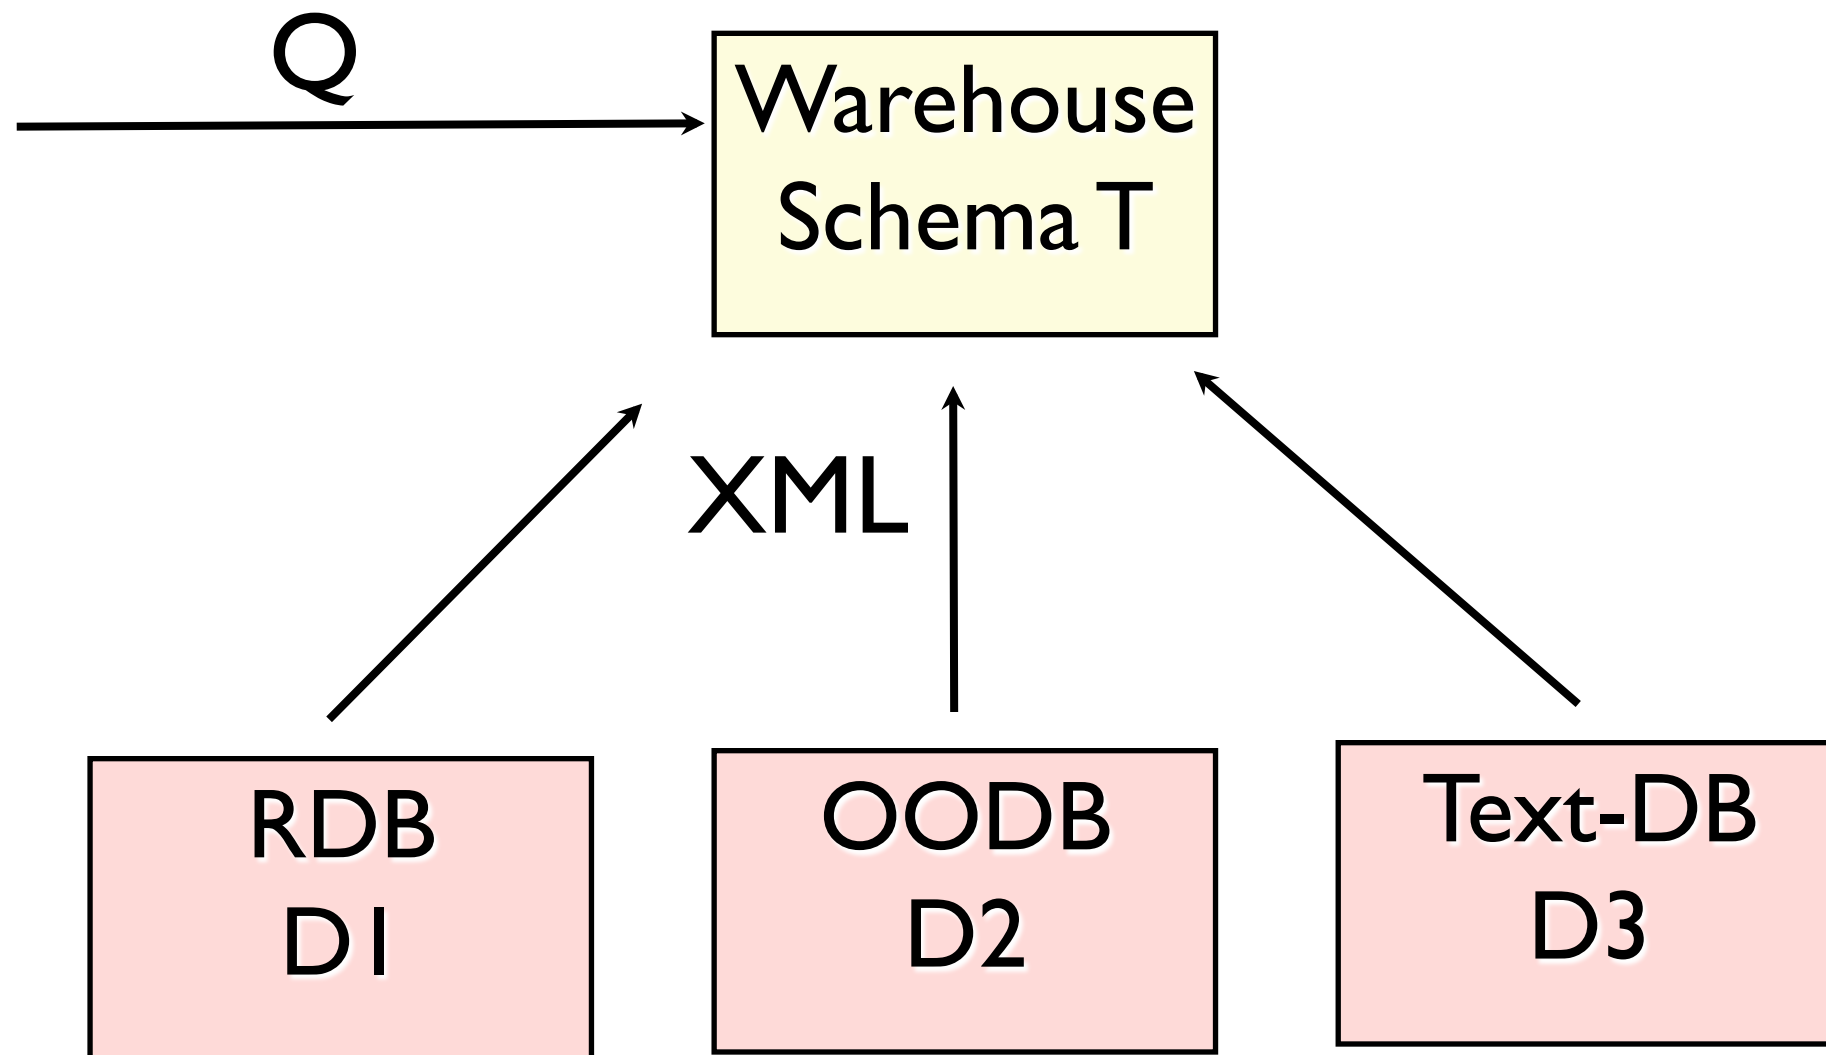 Q
Warehouse
Schema T
XML
RDB
D1
OODB
D2
Text-DB
D3